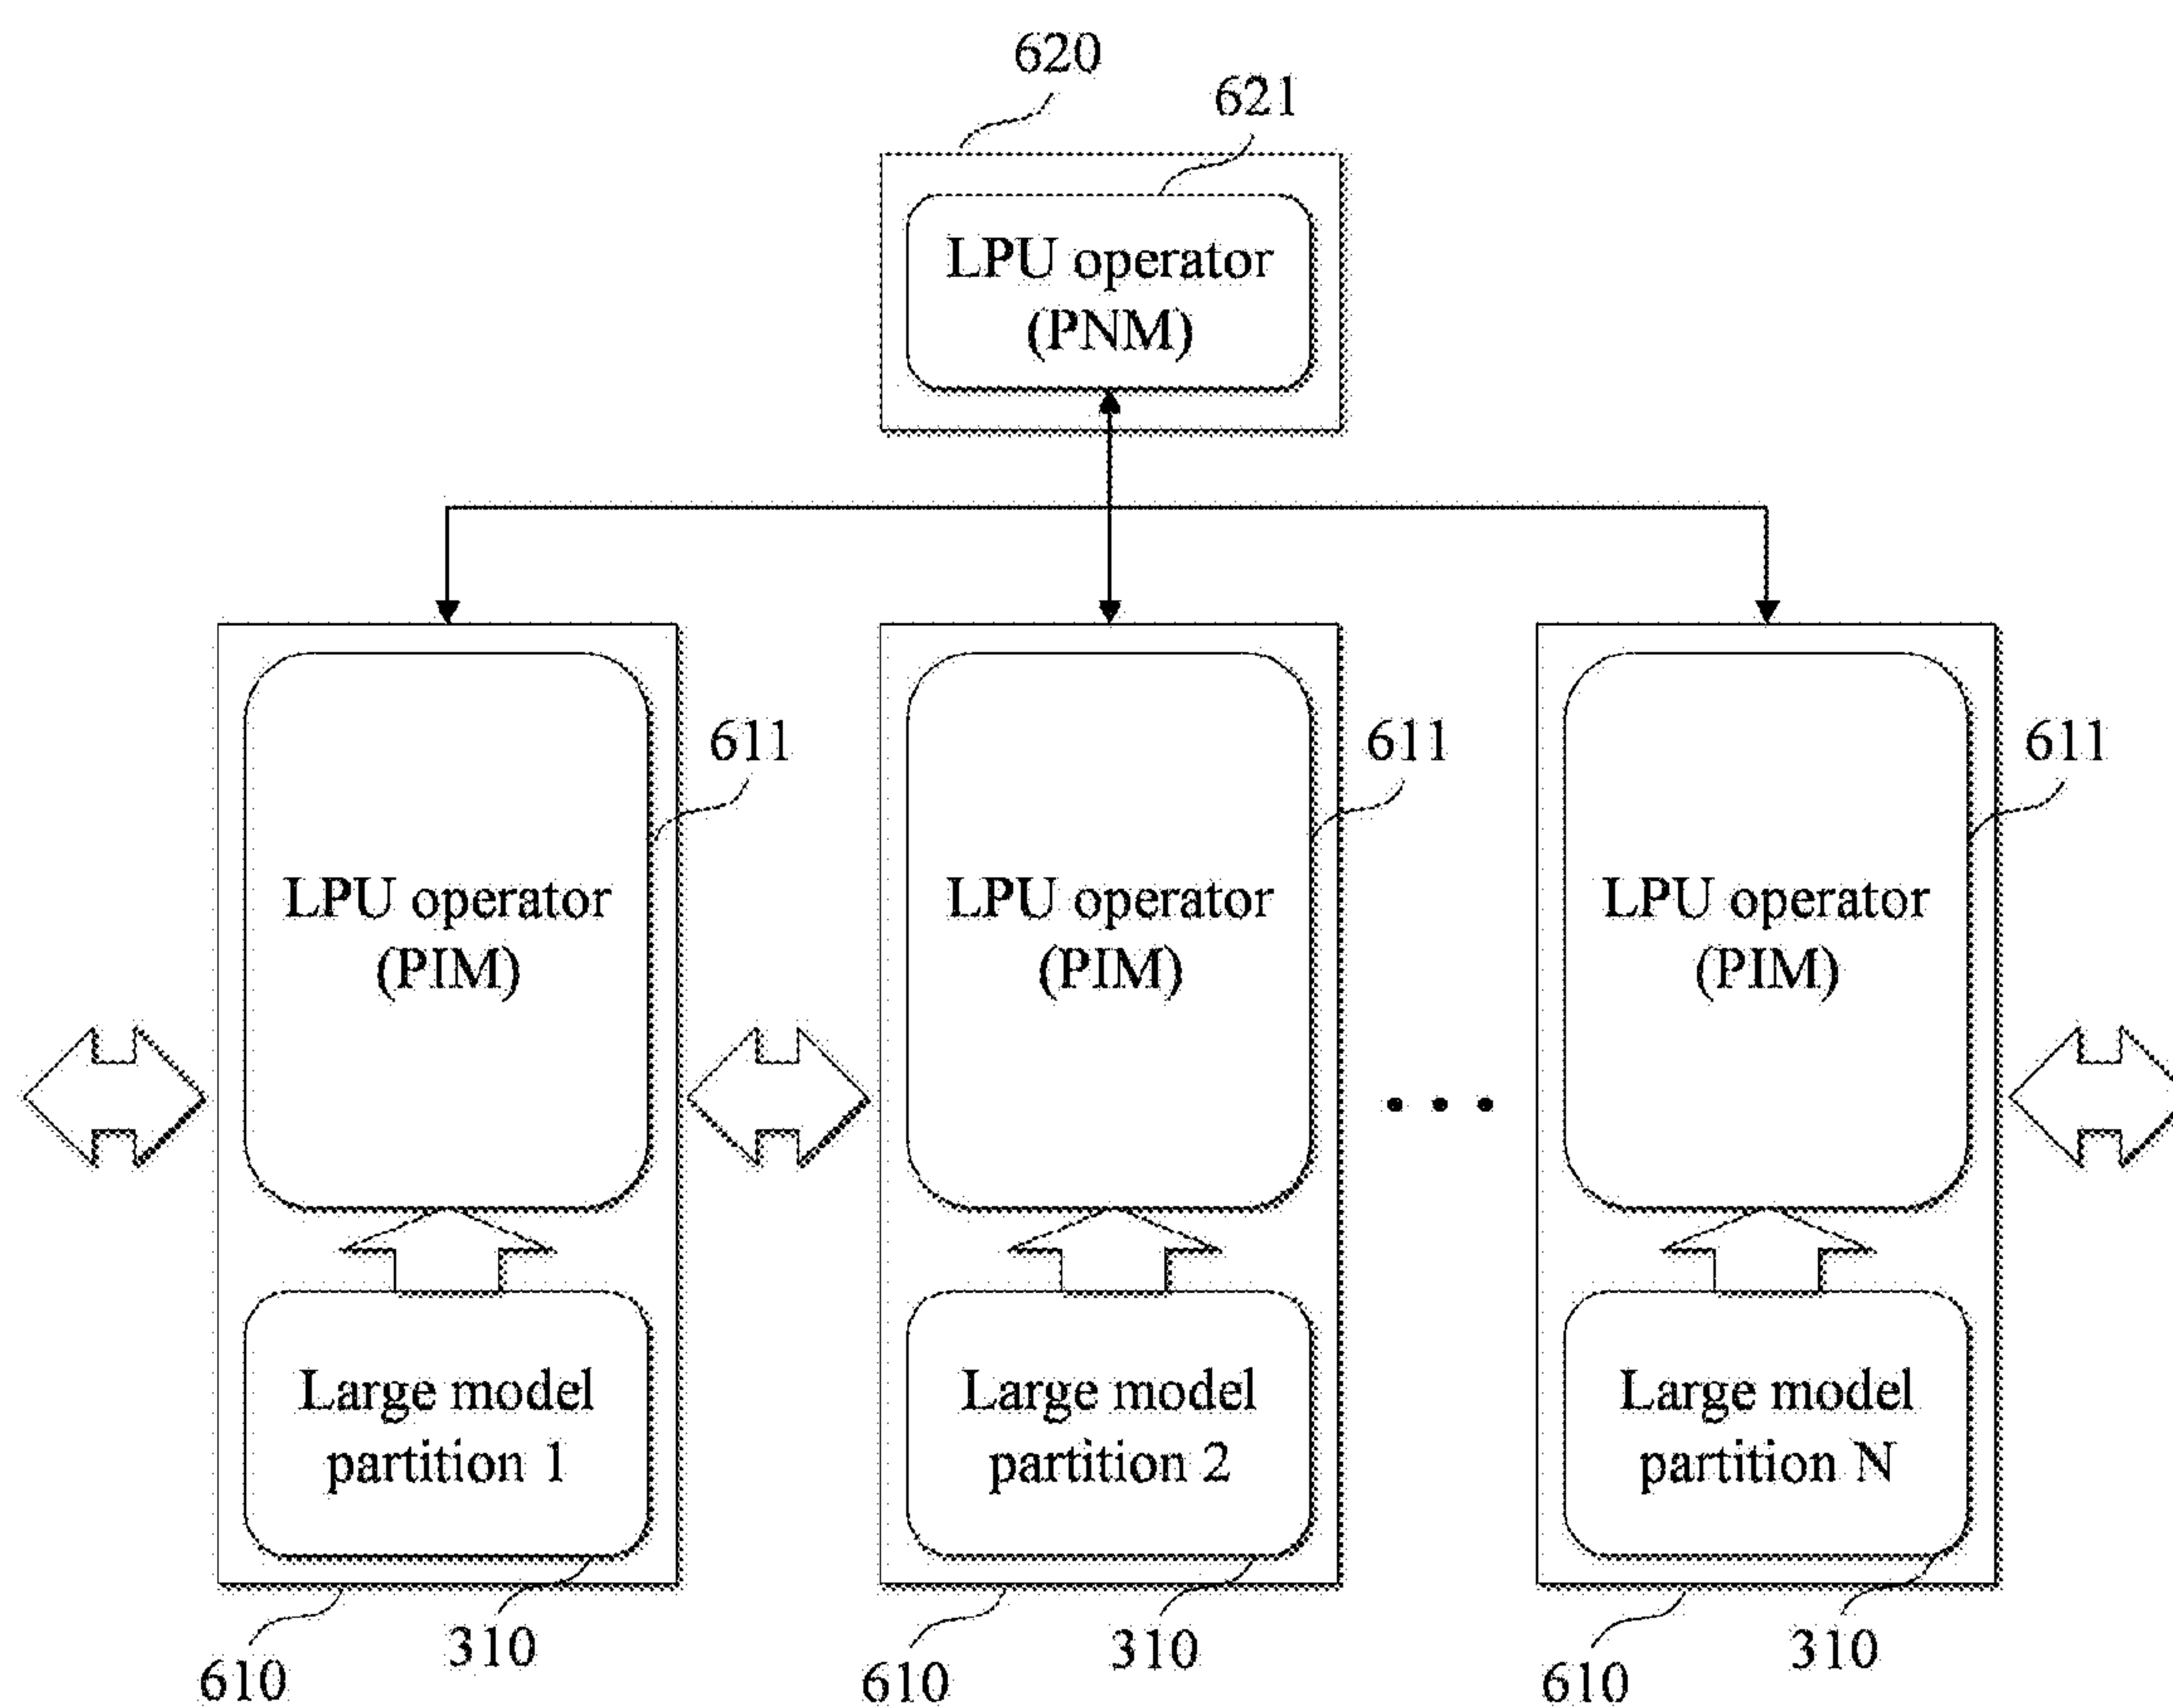 620
621
LPU operator
(PNM)
611
611
611
LPU operator
(PIM)
LPU operator
(PIM)
LPU operator
(PIM)
• • •
Large model
partition 1
Large model
partition 2
Large model
partition N
610
310
610
310
610
310